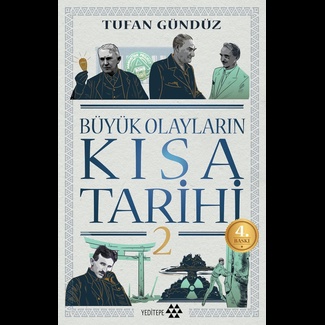 TUFAN GÜNDÜZ
BÜYÜK OLAYLARIN
KISA
TARİHİ
2
4.
BASKI
YEDİTEPE